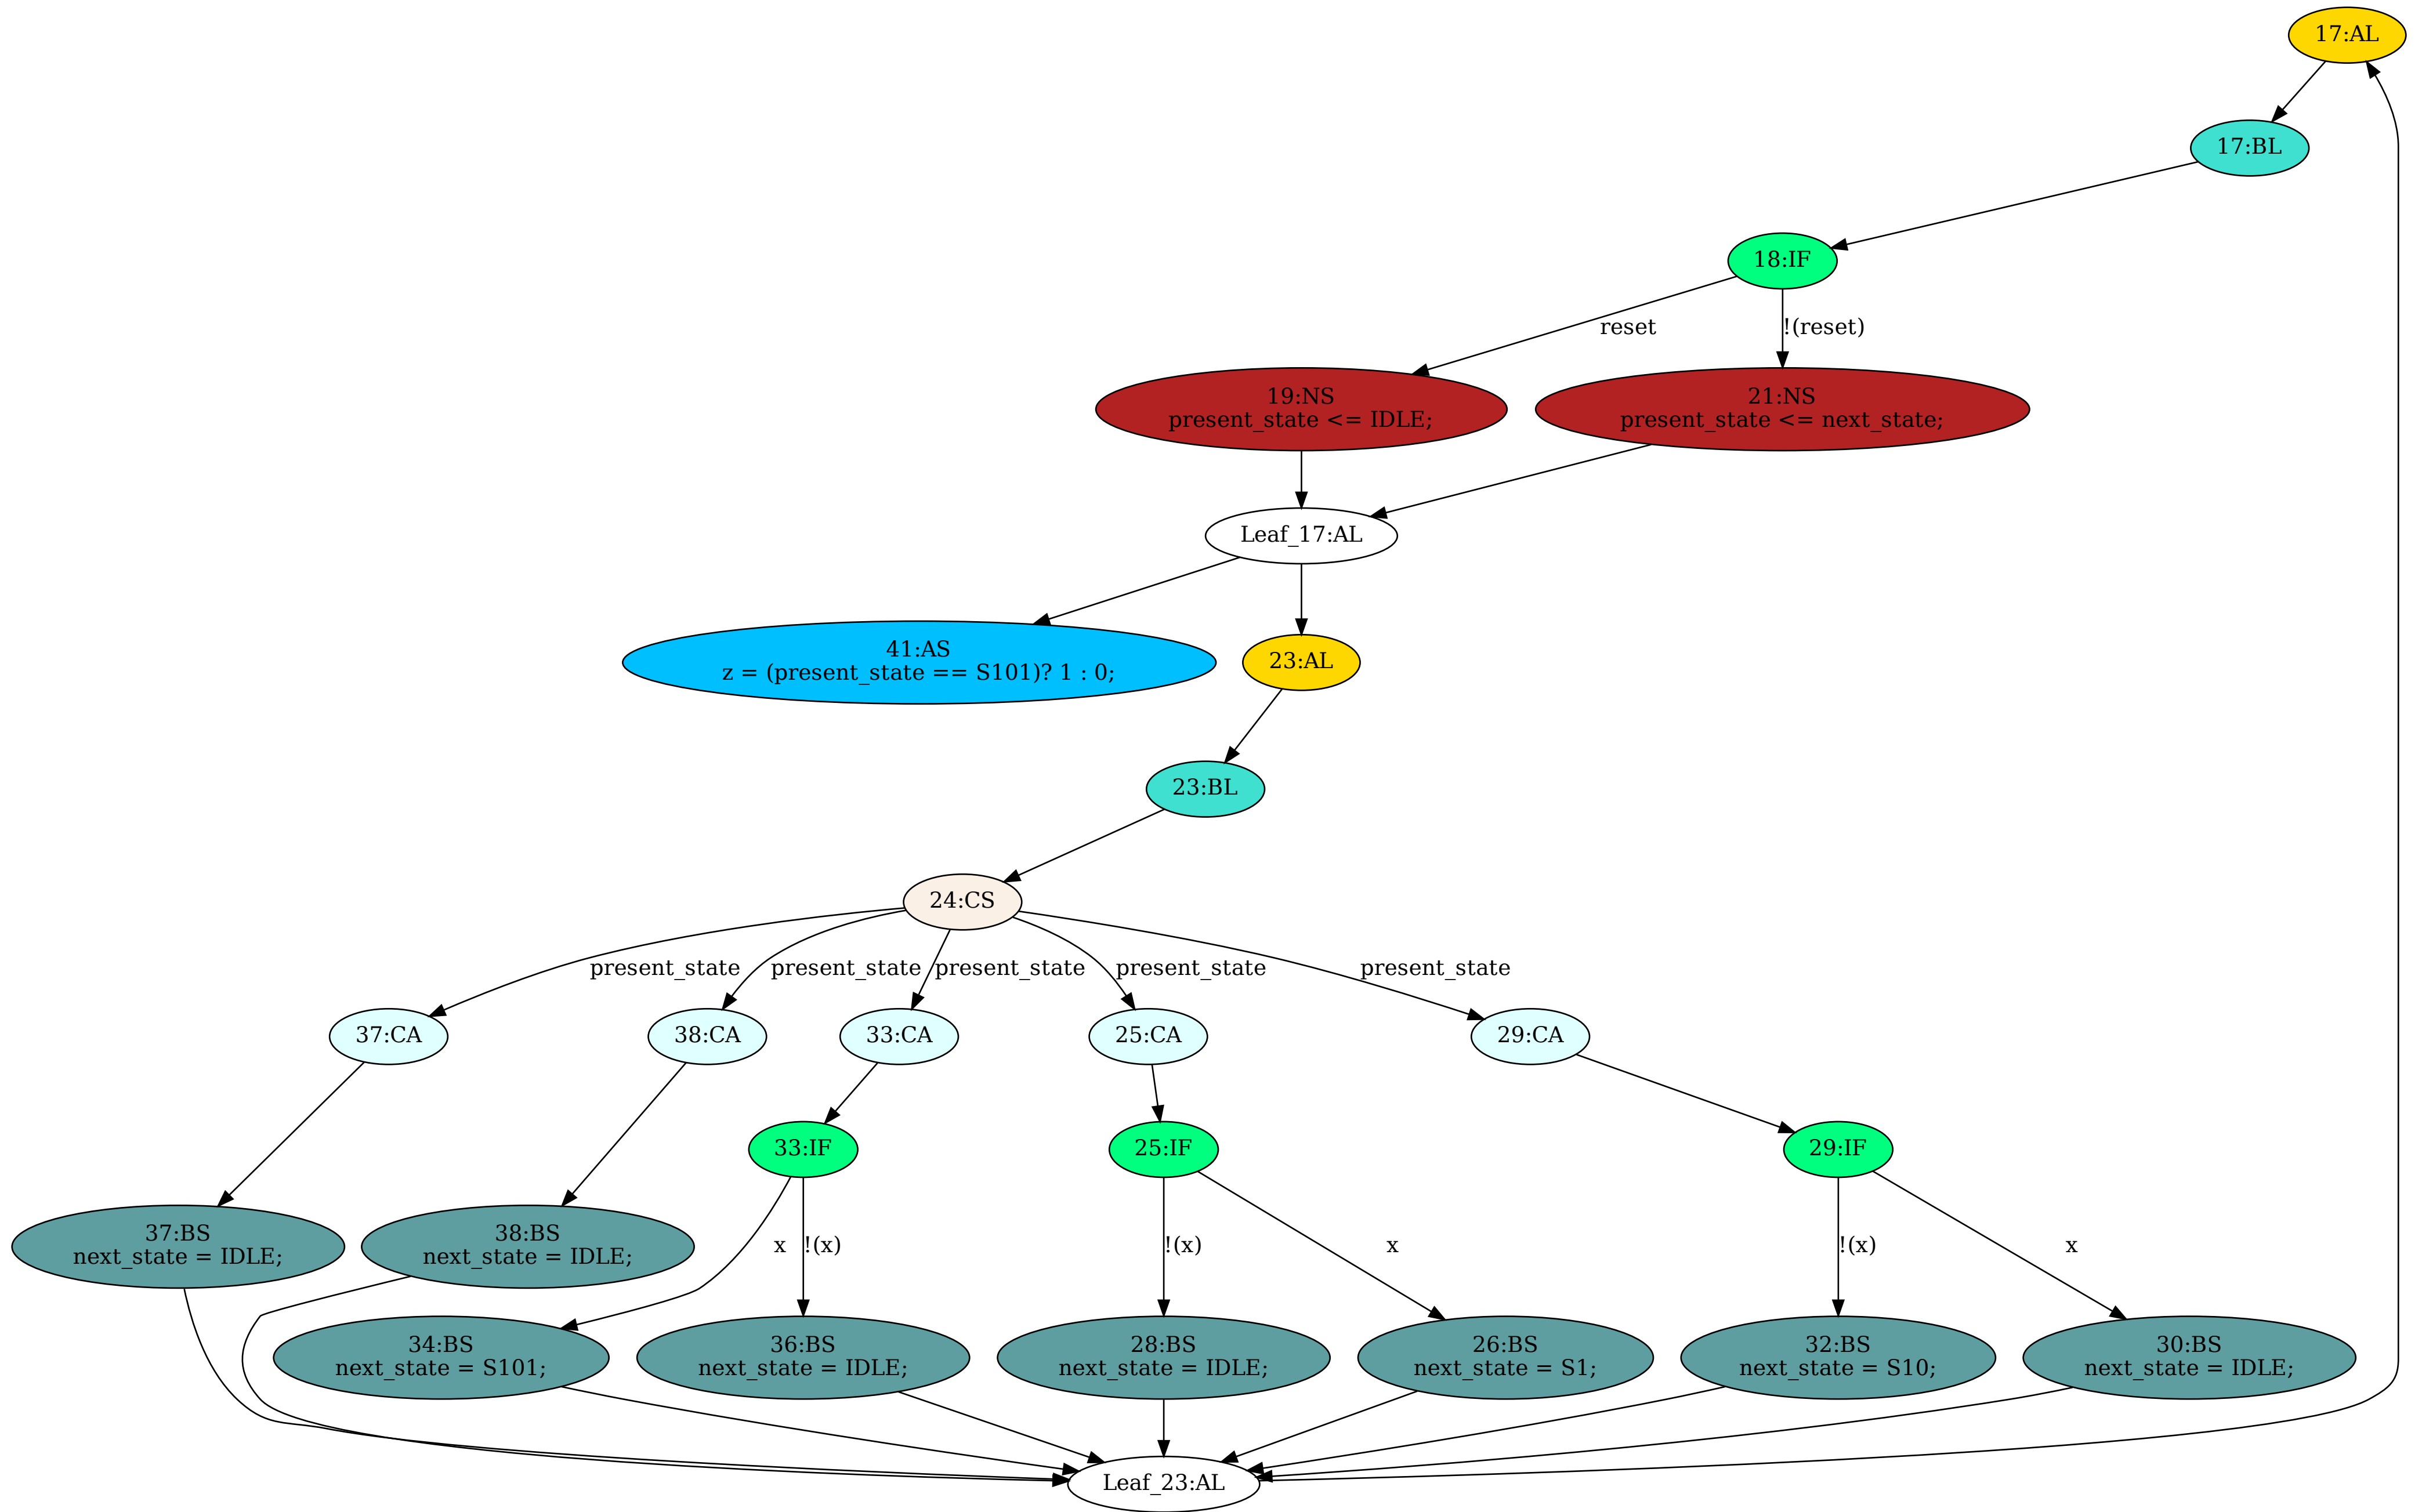 17:AL
17:BL
18:IF
reset
!(reset)
19:NS
present_state <= IDLE;
21:NS
present_state <= next_state;
Leaf_17:AL
41:AS
z = (present_state == S101)? 1 : 0;
23:AL
23:BL
24:CS
present_state
present_state
present_state
present_state
present_state
37:CA
38:CA
33:CA
25:CA
29:CA
33:IF
25:IF
29:IF
37:BS
next_state = IDLE;
38:BS
next_state = IDLE;
x
!(x)
!(x)
x
!(x)
x
34:BS
next_state = S101;
36:BS
next_state = IDLE;
28:BS
next_state = IDLE;
26:BS
next_state = S1;
32:BS
next_state = S10;
30:BS
next_state = IDLE;
Leaf_23:AL